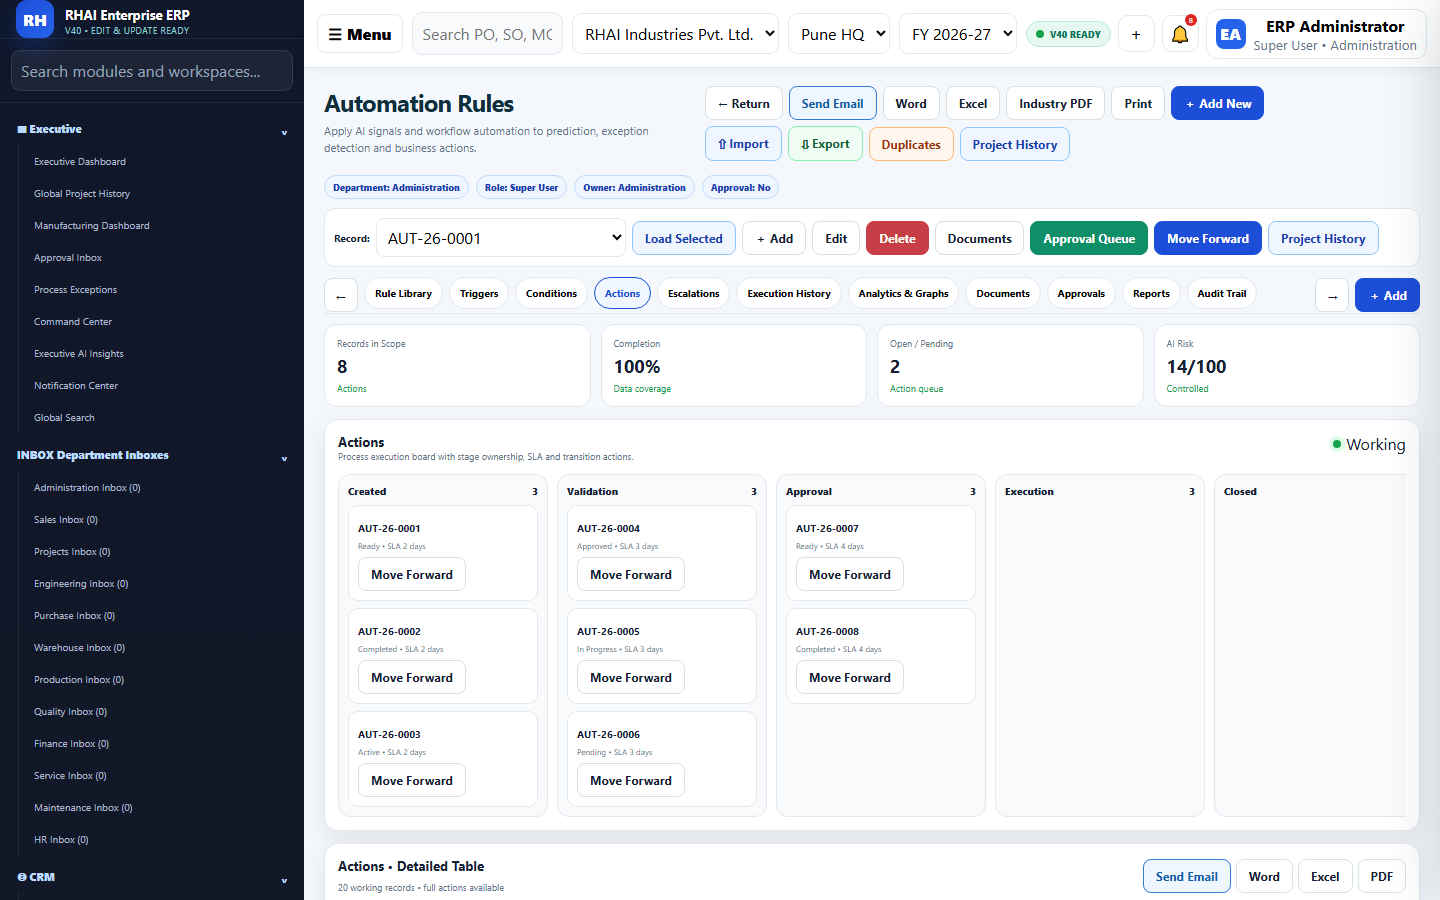 RH
RHAI Enterprise ERP
V40 • EDIT & UPDATE READY
Search modules and workspaces...
Executive
Executive Dashboard
Global Project History
Manufacturing Dashboard
Approval Inbox
Process Exceptions
Command Center
Executive AI Insights
Notification Center
Global Search
INBOX Department Inboxes
Administration Inbox (0)
Sales Inbox (0)
Projects Inbox (0)
Engineering Inbox (0)
Purchase Inbox (0)
Warehouse Inbox (0)
Production Inbox (0)
Quality Inbox (0)
Finance Inbox (0)
Service Inbox (0)
Maintenance Inbox (0)
HR Inbox (0)
CRM
☰ Menu
Search PO, SO, MO
RHAI Industries Pvt. Ltd.
Pune HQ
FY 2026-27
V40 READY
+
8
EA
ERP Administrator
Super User • Administration
Automation Rules
Apply AI signals and workflow automation to prediction, exception
detection and business actions.
← Return
Send Email
Word
Excel
Industry PDF
Print
+ Add New
⇧ Import
⇩ Export
Duplicates
Project History
Department: Administration
Role: Super User
Owner: Administration
Approval: No
Record:
AUT-26-0001
Load Selected
+ Add
Edit
Delete
Documents
Approval Queue
Move Forward
Project History
←
Rule Library
Triggers
Conditions
Actions
Escalations
Execution History
Analytics & Graphs
Documents
Approvals
Reports
Audit Trail
→
+ Add
Records in Scope
8
Actions
Completion
100%
Data coverage
Open / Pending
2
Action queue
AI Risk
14/100
Controlled
Actions
Process execution board with stage ownership, SLA and transition actions.
Working
Created 3
AUT-26-0001
Ready • SLA 2 days
Move Forward
AUT-26-0002
Completed • SLA 2 days
Move Forward
AUT-26-0003
Active • SLA 2 days
Move Forward
Validation 3
AUT-26-0004
Approved • SLA 3 days
Move Forward
AUT-26-0005
In Progress • SLA 3 days
Move Forward
AUT-26-0006
Pending • SLA 3 days
Move Forward
Approval 3
AUT-26-0007
Ready • SLA 4 days
Move Forward
AUT-26-0008
Completed • SLA 4 days
Move Forward
Execution 3
Closed
Actions • Detailed Table
20 working records • full actions available
Send Email
Word
Excel
PDF